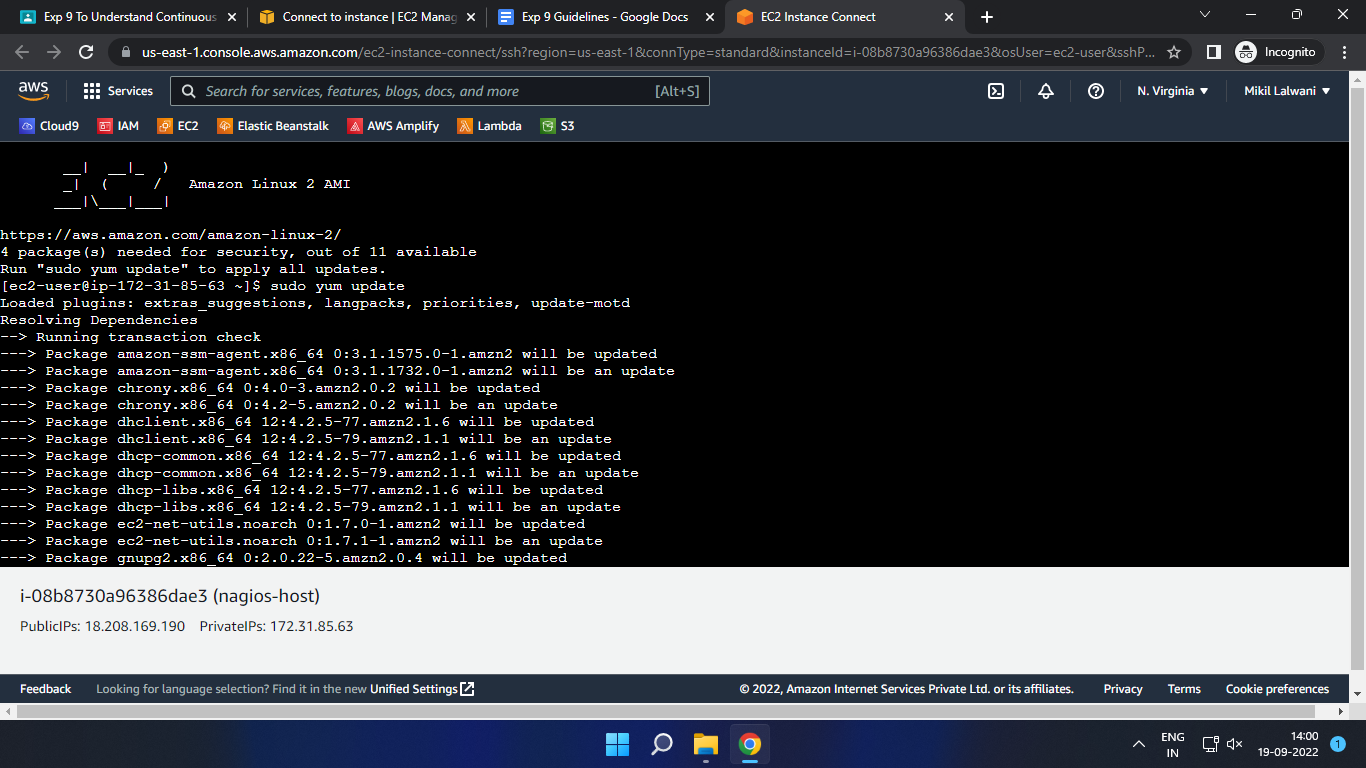 Exp 9 To Understand Continuous
Connect to instance | EC2 Manag
Exp 9 Guidelines - Google Docs
EC2 Instance Connect
us-east-1.console.aws.amazon.com/ec2-instance-connect/ssh?region=us-east-1&connType=standard&instanceId=i-08b8730a96386dae3&osUser=ec2-user&sshP...
Incognito
aws
Services
Search for services, features, blogs, docs, and more
[Alt+S]
N. Virginia
Mikil Lalwani
Cloud9
IAM
EC2
Elastic Beanstalk
AWS Amplify
Lambda
S3
__|  __|_  )
_|  (     /   Amazon Linux 2 AMI
___|\___|___|
https://aws.amazon.com/amazon-linux-2/
4 package(s) needed for security, out of 11 available
Run "sudo yum update" to apply all updates.
[ec2-user@ip-172-31-85-63 ~]$ sudo yum update
Loaded plugins: extras_suggestions, langpacks, priorities, update-motd
Resolving Dependencies
--> Running transaction check
---> Package amazon-ssm-agent.x86_64 0:3.1.1575.0-1.amzn2 will be updated
---> Package amazon-ssm-agent.x86_64 0:3.1.1732.0-1.amzn2 will be an update
---> Package chrony.x86_64 0:4.0-3.amzn2.0.2 will be updated
---> Package chrony.x86_64 0:4.2-5.amzn2.0.2 will be an update
---> Package dhclient.x86_64 12:4.2.5-77.amzn2.1.6 will be updated
---> Package dhclient.x86_64 12:4.2.5-79.amzn2.1.1 will be an update
---> Package dhcp-common.x86_64 12:4.2.5-77.amzn2.1.6 will be updated
---> Package dhcp-common.x86_64 12:4.2.5-79.amzn2.1.1 will be an update
---> Package dhcp-libs.x86_64 12:4.2.5-77.amzn2.1.6 will be updated
---> Package dhcp-libs.x86_64 12:4.2.5-79.amzn2.1.1 will be an update
---> Package ec2-net-utils.noarch 0:1.7.0-1.amzn2 will be updated
---> Package ec2-net-utils.noarch 0:1.7.1-1.amzn2 will be an update
---> Package gnupg2.x86_64 0:2.0.22-5.amzn2.0.4 will be updated
i-08b8730a96386dae3 (nagios-host)
PublicIPs: 18.208.169.190 PrivateIPs: 172.31.85.63
Feedback
Looking for language selection? Find it in the new Unified Settings
© 2022, Amazon Internet Services Private Ltd. or its affiliates.
Privacy
Terms
Cookie preferences
ENG
IN
14:00
19-09-2022
1